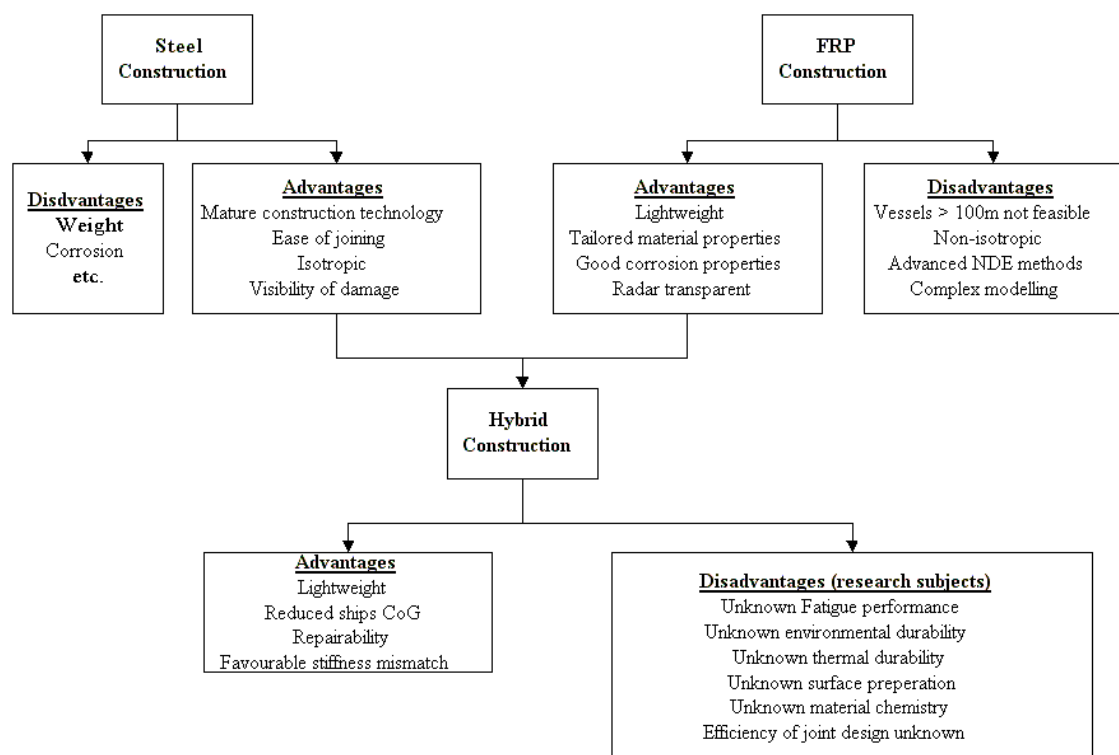 Steel
Construction
FRP
Construction
Disdvantages
Weight
Corrosion
etc.
Advantages
Mature construction technology
Ease of joining
Isotropic
Visibility of damage
Advantages
Lightweight
Tailored material properties
Good corrosion properties
Radar transparent
Disadvantages
Vessels > 100m not feasible
Non-isotropic
Advanced NDE methods
Complex modelling
Hybrid
Construction
Advantages
Lightweight
Reduced ships CoG
Repairability
Favourable stiffness mismatch
Disadvantages (research subjects)
Unknown Fatigue performance
Unknown environmental durability
Unknown thermal durability
Unknown surface preperation
Unknown material chemistry
Efficiency of joint design unknown